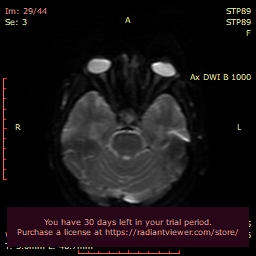 Im: 29/44
Se: 3
STP89
STP89
F
A
Ax DWI B 1000
R
L
You have 30 days left in your trial period.
Purchase a license at https://radiantviewer.com/store/